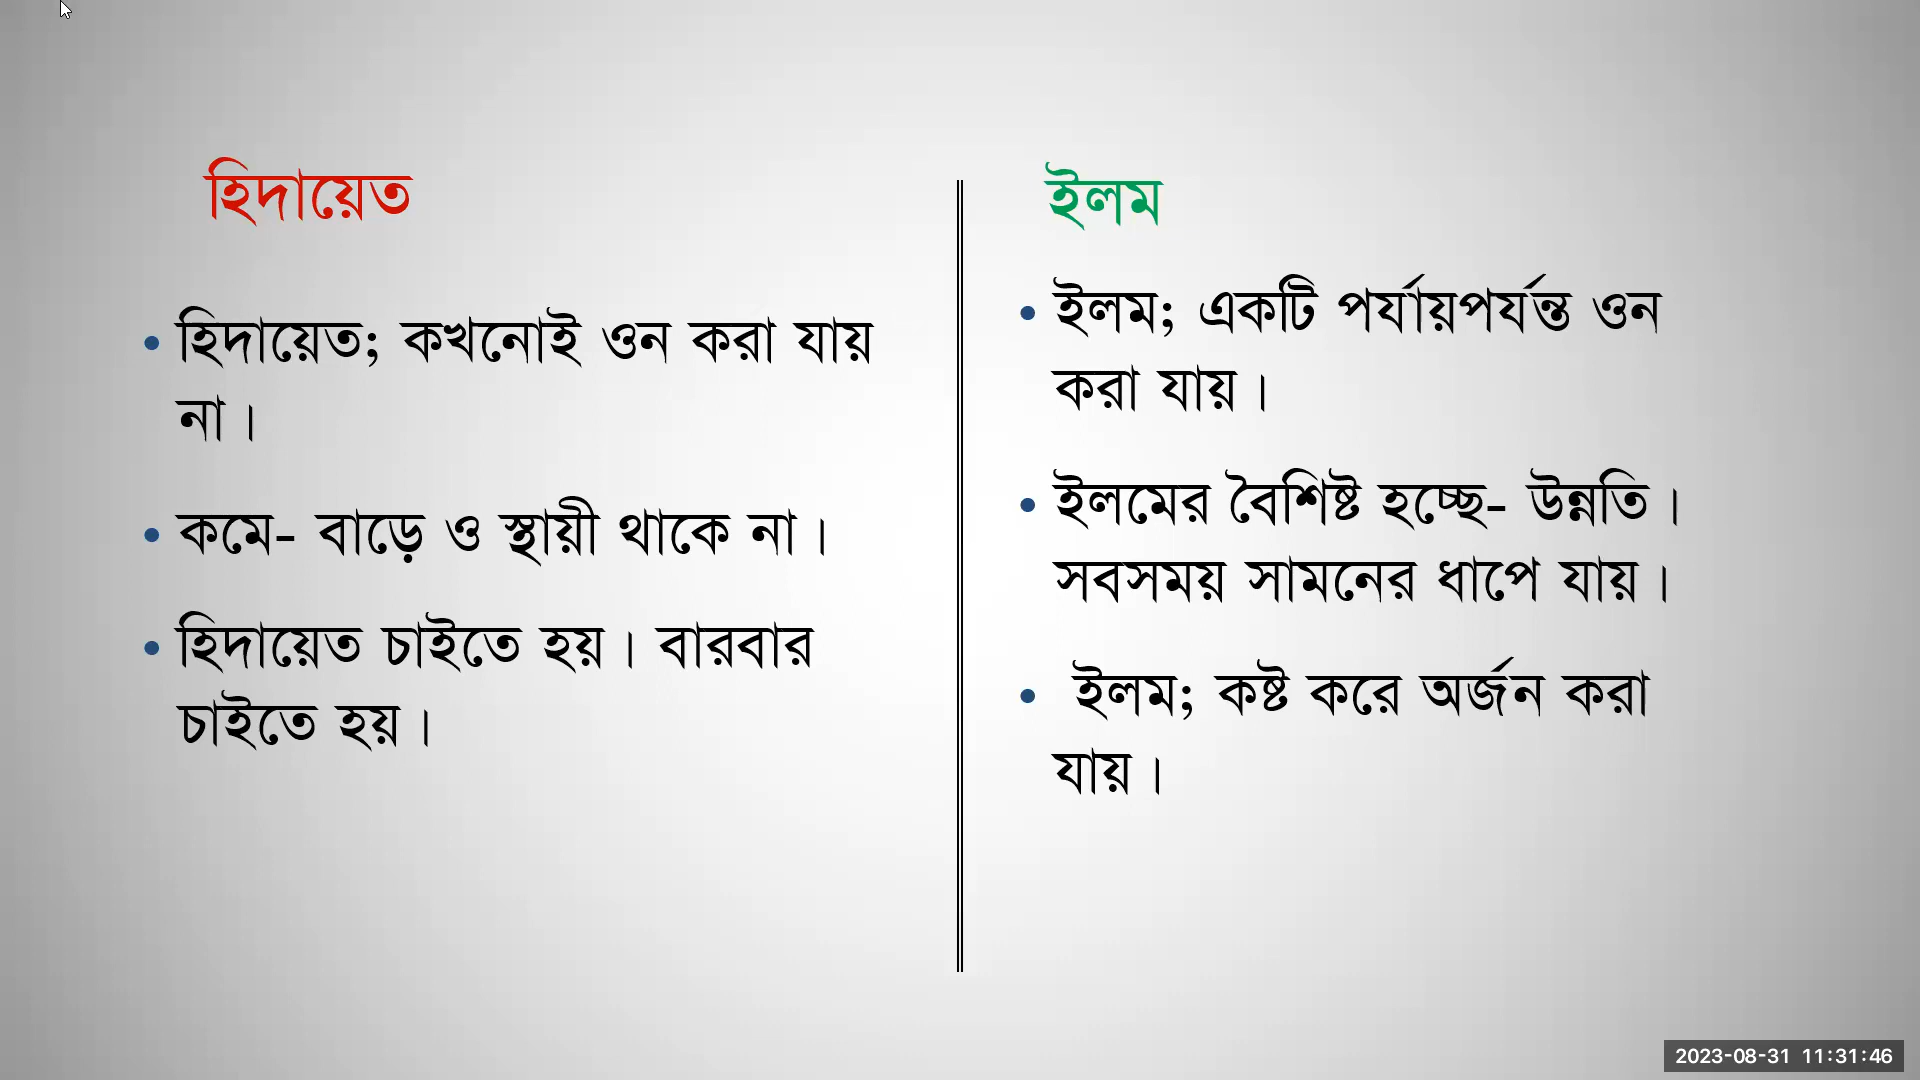 হিদায়েত
• হিদায়েত; কখনোই ওন করা যায়
না।
• কমে- বাড়ে ও স্থায়ী থাকে না।
• হিদায়েত চাইতে হয়। বারবার
চাইতে হয়।
ইলম
• ইলম; একটি পর্যায়পর্যন্ত ওন
করা যায়।
• ইলমের বৈশিষ্ট হচ্ছে- উন্নতি।
সবসময় সামনের ধাপে যায়।
• ইলম; কষ্ট করে অর্জন করা
যায়।
2023-08-31 11:31:46